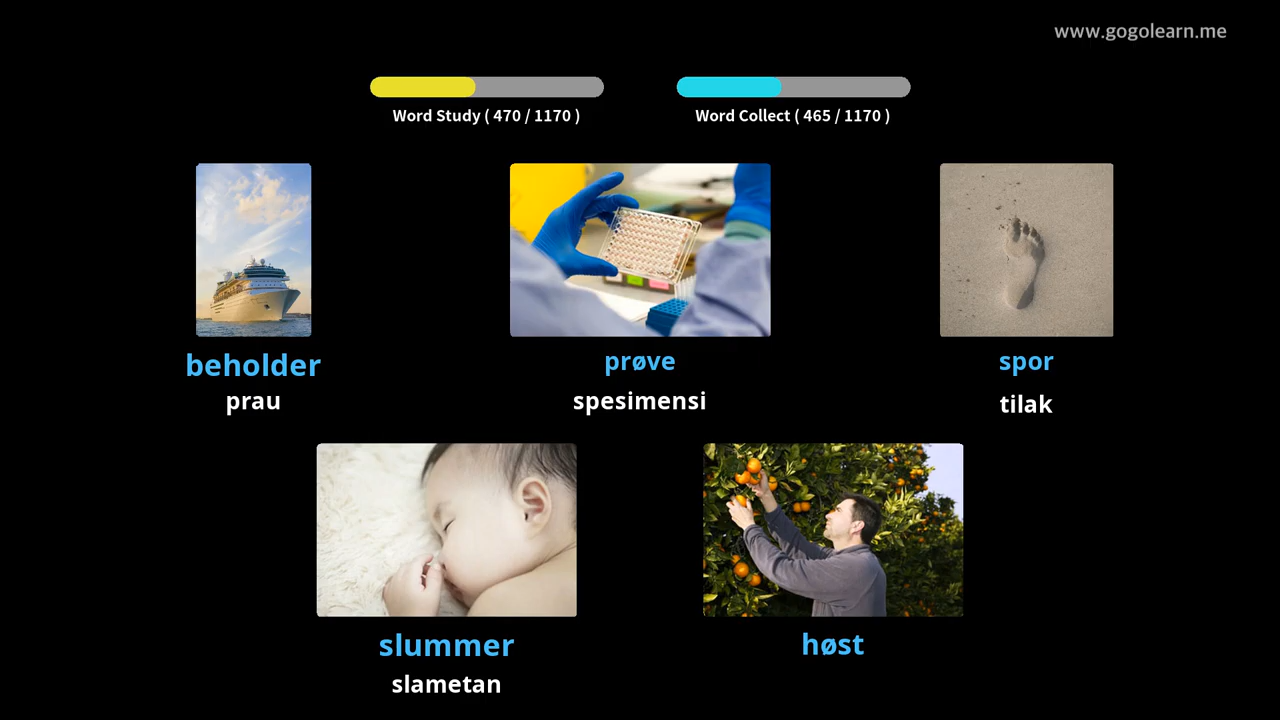 www.gogolearn.me
Word Study ( 470 / 1170 )
Word Collect ( 465 / 1170 )
beholder
prau
prøve
spesimensi
spor
tilak
slummer
slametan
høst